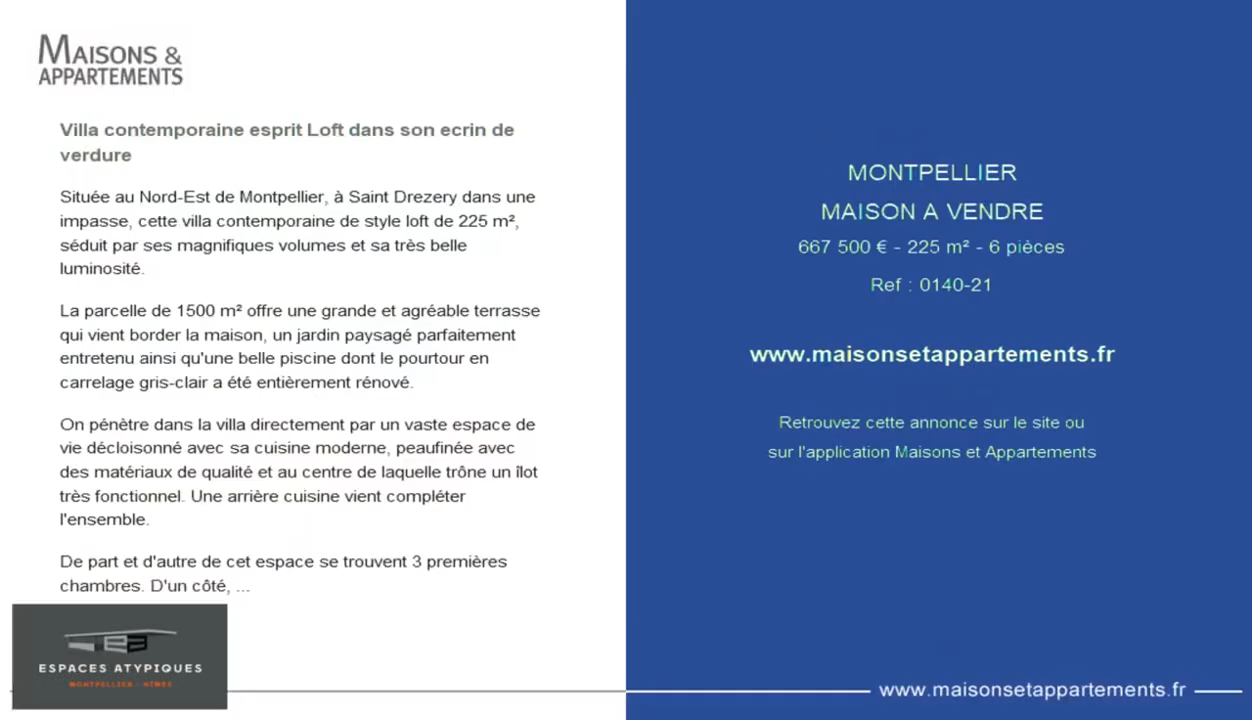 MAISONS &
APPARTEMENTS
Villa contemporaine esprit Loft dans son ecrin de
verdure
Située au Nord-Est de Montpellier, à Saint Drezery dans une
impasse, cette villa contemporaine de style loft de 225 m²,
séduit par ses magnifiques volumes et sa très belle
luminosité.
La parcelle de 1500 m² offre une grande et agréable terrasse
qui vient border la maison, un jardin paysagé parfaitement
entretenu ainsi qu'une belle piscine dont le pourtour en
carrelage gris-clair a été entièrement rénové.
On pénètre dans la villa directement par un vaste espace de
vie décloisonné avec sa cuisine moderne, peaufinée avec
des matériaux de qualité et au centre de laquelle trône un îlot
très fonctionnel. Une arrière cuisine vient compléter
l'ensemble.
De part et d'autre de cet espace se trouvent 3 premières
chambres. D'un côté, ...
ESPACES ATYPIQUES
MONTPELLIER - NÎMES
MONTPELLIER
MAISON A VENDRE
667 500 € - 225 m² - 6 pièces
Ref : 0140-21
www.maisonsetappartements.fr
Retrouvez cette annonce sur le site ou
sur l'application Maisons et Appartements
www.maisonsetappartements.fr